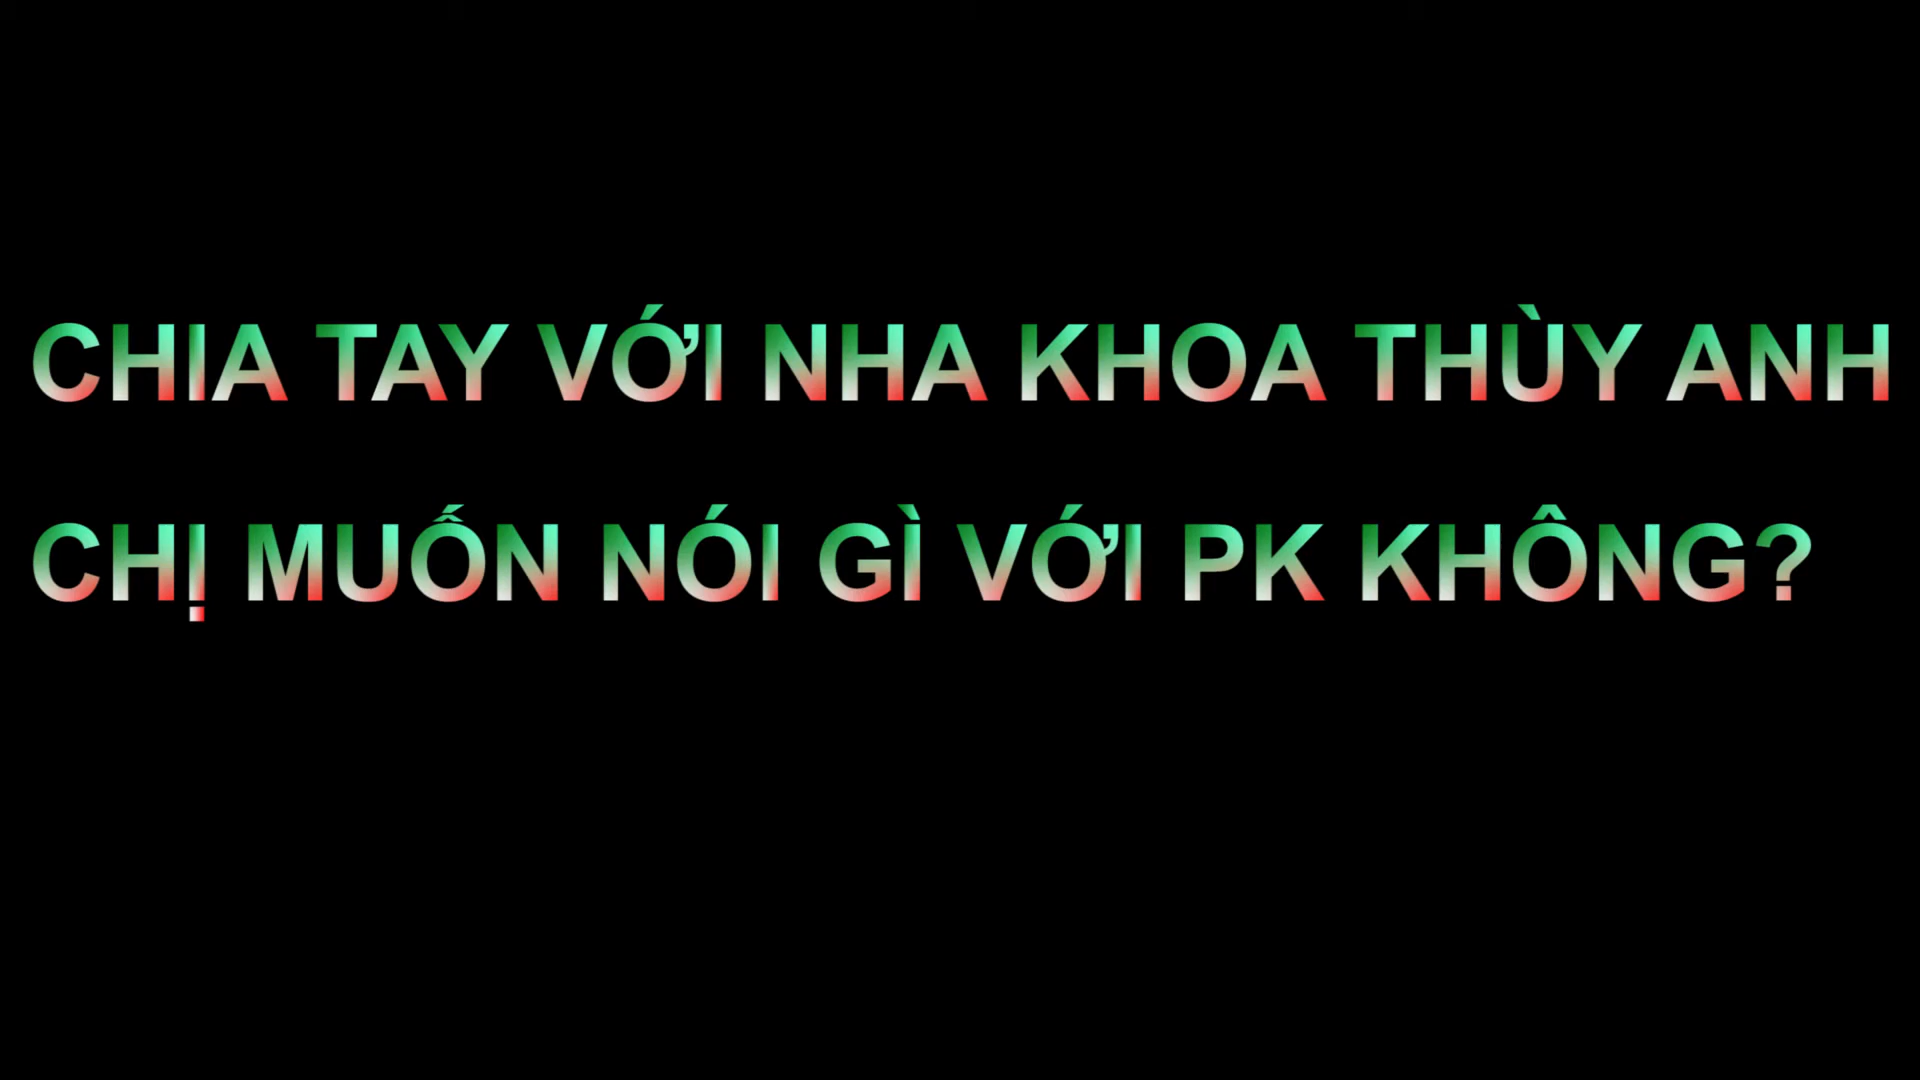 CHIA TAY VỚI NHA KHOA THÙY ANH
CHỊ MUỐN NÓI GÌ VỚI PK KHÔNG?